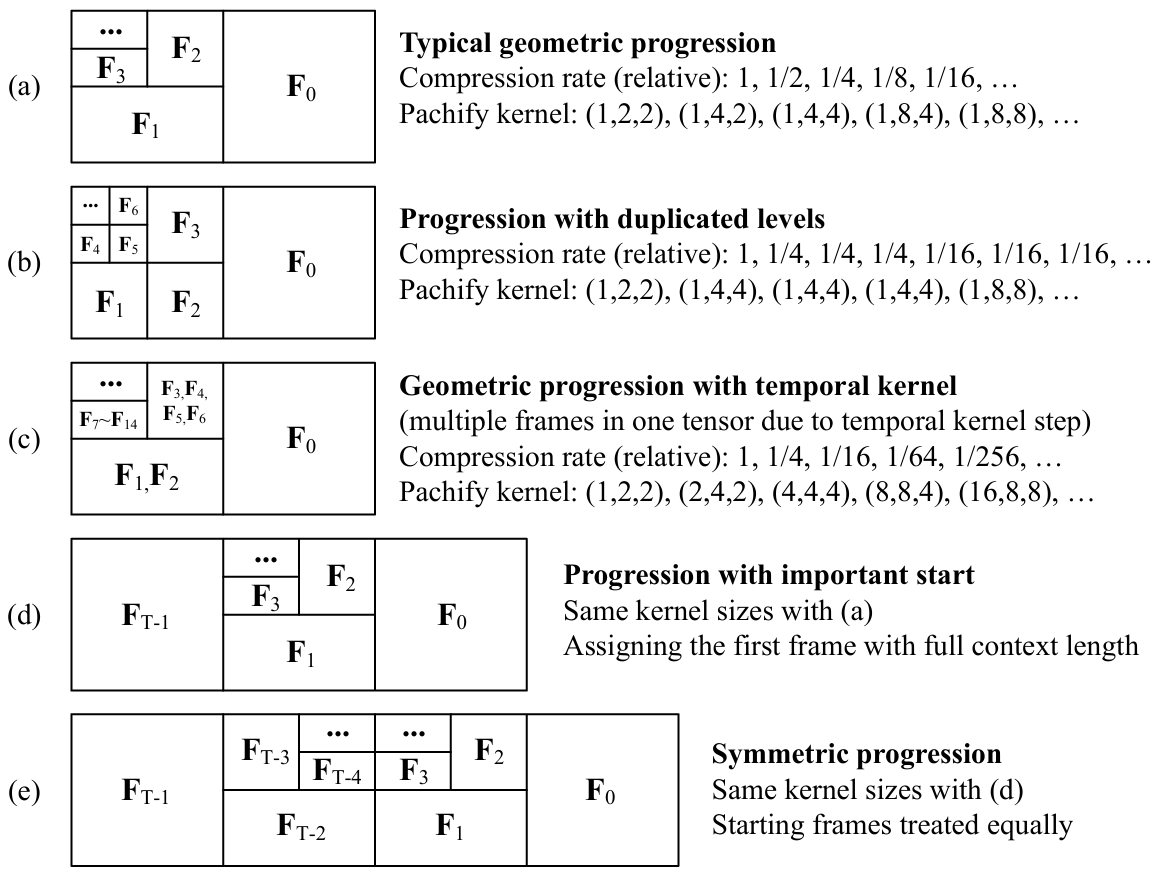 (a)
...
F3
F2
F1
F0
Typical geometric progression
Compression rate (relative): 1, 1/2, 1/4, 1/8, 1/16, …
Pachify kernel: (1,2,2), (1,4,2), (1,4,4), (1,8,4), (1,8,8), …
(b)
...
F6
F4
F5
F3
F1
F2
F0
Progression with duplicated levels
Compression rate (relative): 1, 1/4, 1/4, 1/4, 1/16, 1/16, 1/16, …
Pachify kernel: (1,2,2), (1,4,4), (1,4,4), (1,4,4), (1,8,8), …
(c)
...
F7~F14
F3,F4,
F5,F6
F1,F2
F0
Geometric progression with temporal kernel
(multiple frames in one tensor due to temporal kernel step)
Compression rate (relative): 1, 1/4, 1/16, 1/64, 1/256, …
Pachify kernel: (1,2,2), (2,4,2), (4,4,4), (8,8,4), (16,8,8), …
(d)
FT-1
...
F3
F2
F1
F0
Progression with important start
Same kernel sizes with (a)
Assigning the first frame with full context length
(e)
FT-1
FT-3
...
FT-4
...
F3
F2
FT-2
F1
F0
Symmetric progression
Same kernel sizes with (d)
Starting frames treated equally